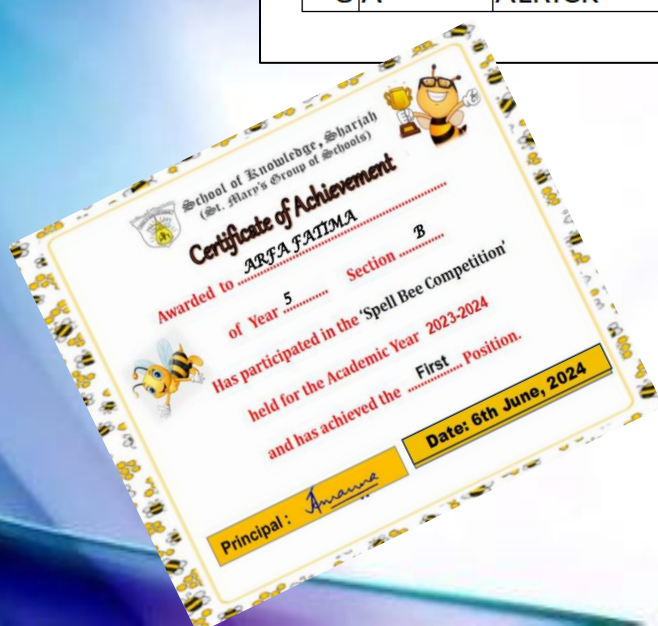 School of Knowledge, Sharjah
(St. Mary's Group of Schools)
Certificate of Achievement
Awarded to ARFA FATIMA
of Year 5 Section B
Has participated in the 'Spell Bee Competition'
held for the Academic Year 2023-2024
and has achieved the First Position.
Principal :
Date: 6th June, 2024